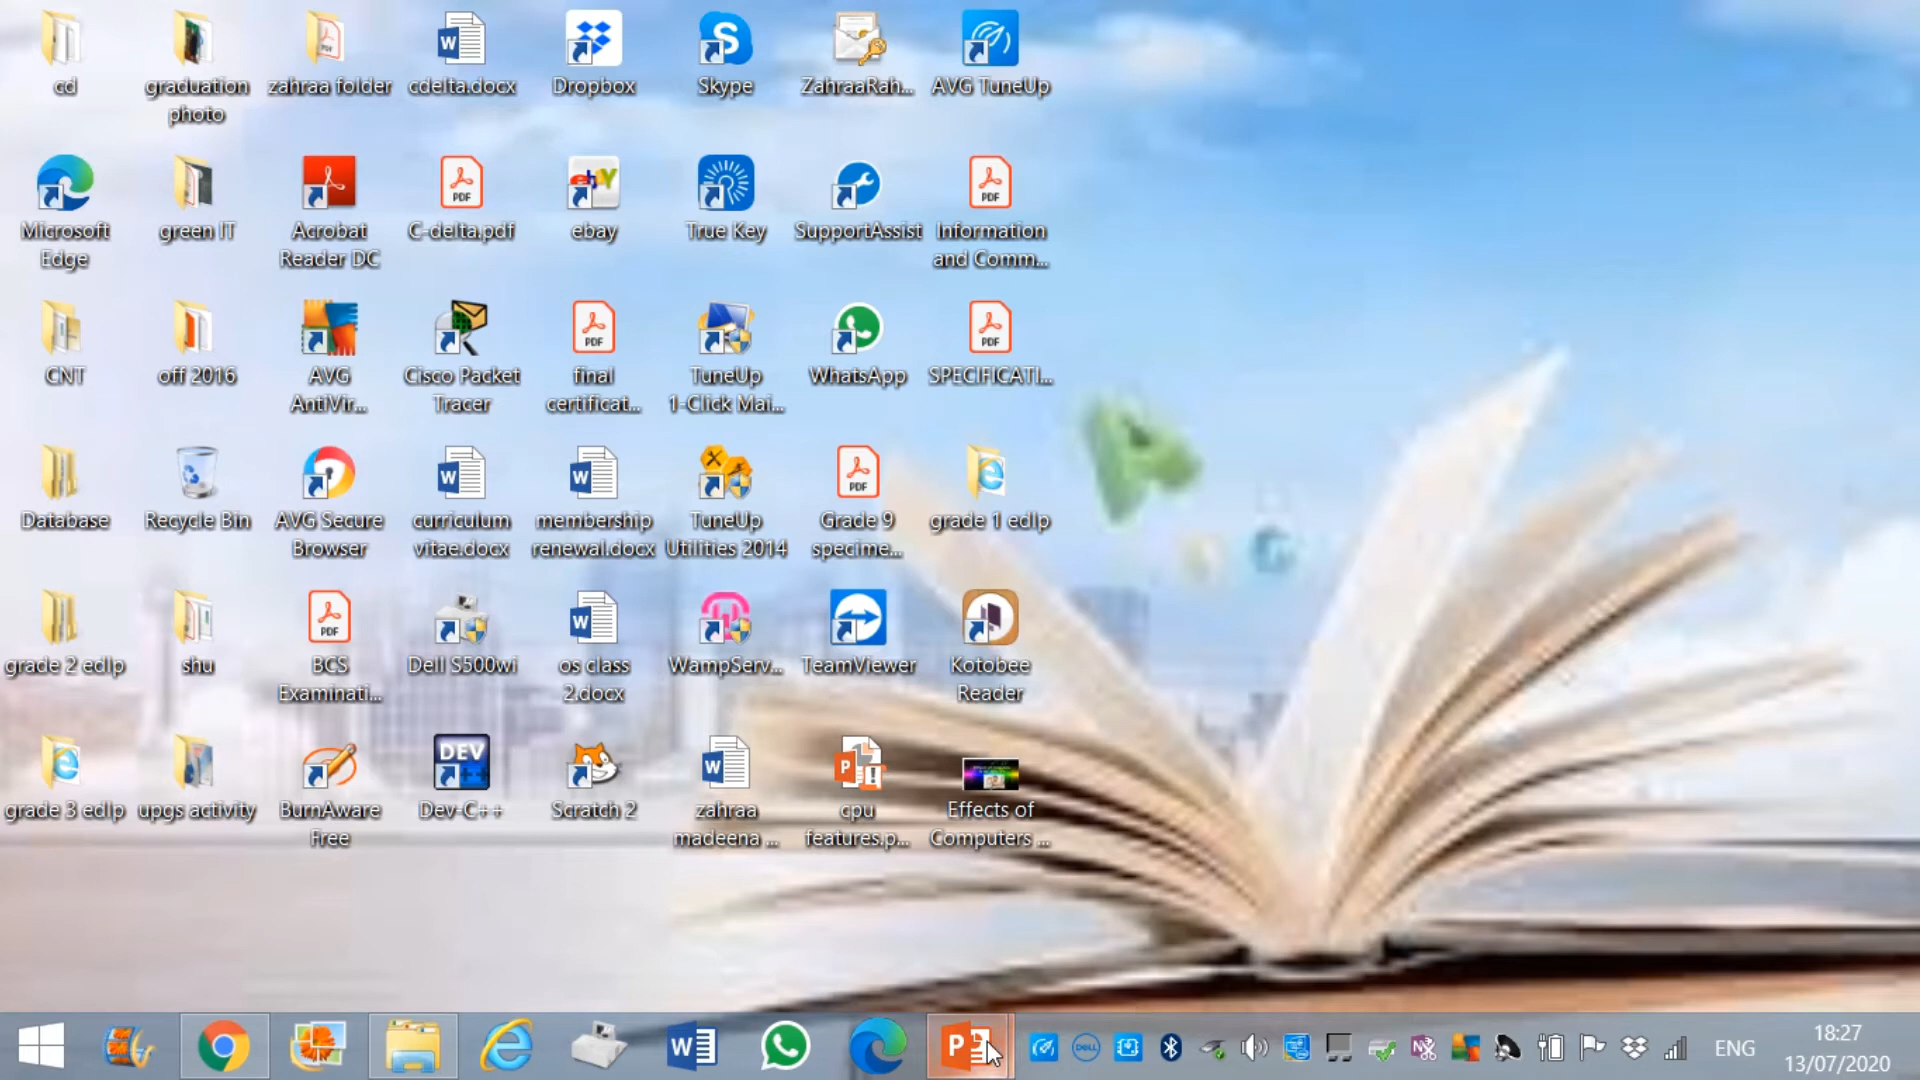 cd
graduation
photo
zahraa folder
cdelta.docx
Dropbox
Skype
ZahraaRah...
AVG TuneUp
Microsoft
Edge
green IT
Acrobat
Reader DC
C-delta.pdf
ebay
True Key
SupportAssist
Information
and Comm...
CNT
off 2016
AVG
AntiVir...
Cisco Packet
Tracer
final
certificat...
TuneUp
1-Click Mai...
WhatsApp
SPECIFICATI...
Database
Recycle Bin
AVG Secure
Browser
curriculum
vitae.docx
membership
renewal.docx
TuneUp
Utilities 2014
Grade 9
specime...
grade 1 edlp
grade 2 edlp
shu
BCS
Examinati...
Dell S500wi
os class
2.docx
WampServ...
TeamViewer
Kotobee
Reader
grade 3 edlp
upgs activity
BurnAware
Free
DEV
Dev-C++
Scratch 2
zahraa
madeena ...
cpu
features.p...
Effects of
Computers ...
ENG
18:27
13/07/2020